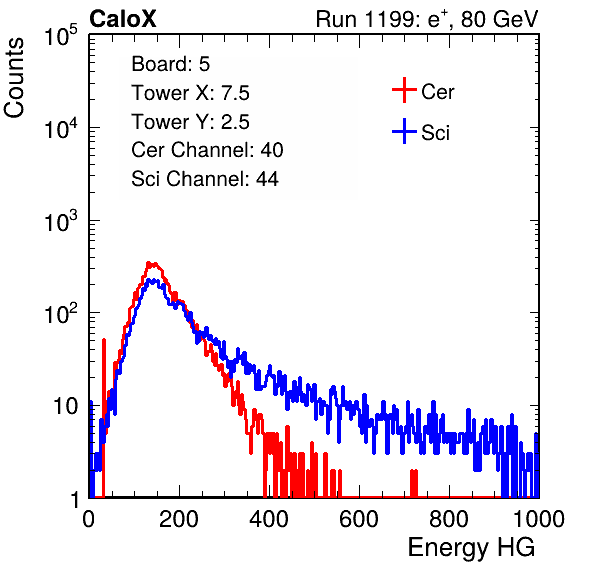 CaloX Run 1199: e⁺, 80 GeV
Counts
10⁵
10⁴
10³
10²
10
1
Board: 5
Tower X: 7.5
Tower Y: 2.5
Cer Channel: 40
Sci Channel: 44
Cer
Sci
0 200 400 600 800 1000
Energy HG